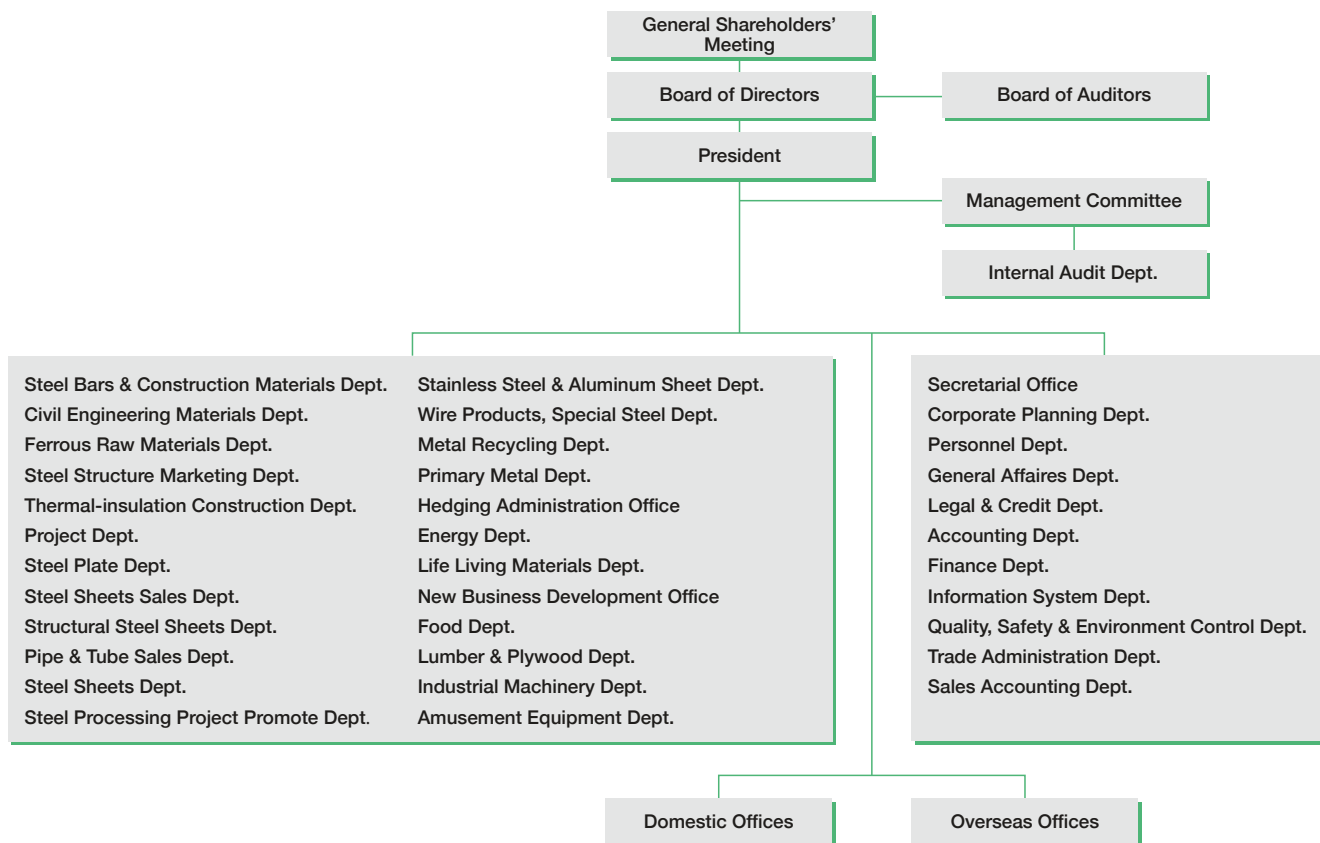 General Shareholders’
Meeting
Board of Directors
Board of Auditors
President
Management Committee
Internal Audit Dept.
Steel Bars & Construction Materials Dept.
Civil Engineering Materials Dept.
Ferrous Raw Materials Dept.
Steel Structure Marketing Dept.
Thermal-insulation Construction Dept.
Project Dept.
Steel Plate Dept.
Steel Sheets Sales Dept.
Structural Steel Sheets Dept.
Pipe & Tube Sales Dept.
Steel Sheets Dept.
Steel Processing Project Promote Dept.
Stainless Steel & Aluminum Sheet Dept.
Wire Products, Special Steel Dept.
Metal Recycling Dept.
Primary Metal Dept.
Hedging Administration Office
Energy Dept.
Life Living Materials Dept.
New Business Development Office
Food Dept.
Lumber & Plywood Dept.
Industrial Machinery Dept.
Amusement Equipment Dept.
Secretarial Office
Corporate Planning Dept.
Personnel Dept.
General Affaires Dept.
Legal & Credit Dept.
Accounting Dept.
Finance Dept.
Information System Dept.
Quality, Safety & Environment Control Dept.
Trade Administration Dept.
Sales Accounting Dept.
Domestic Offices
Overseas Offices